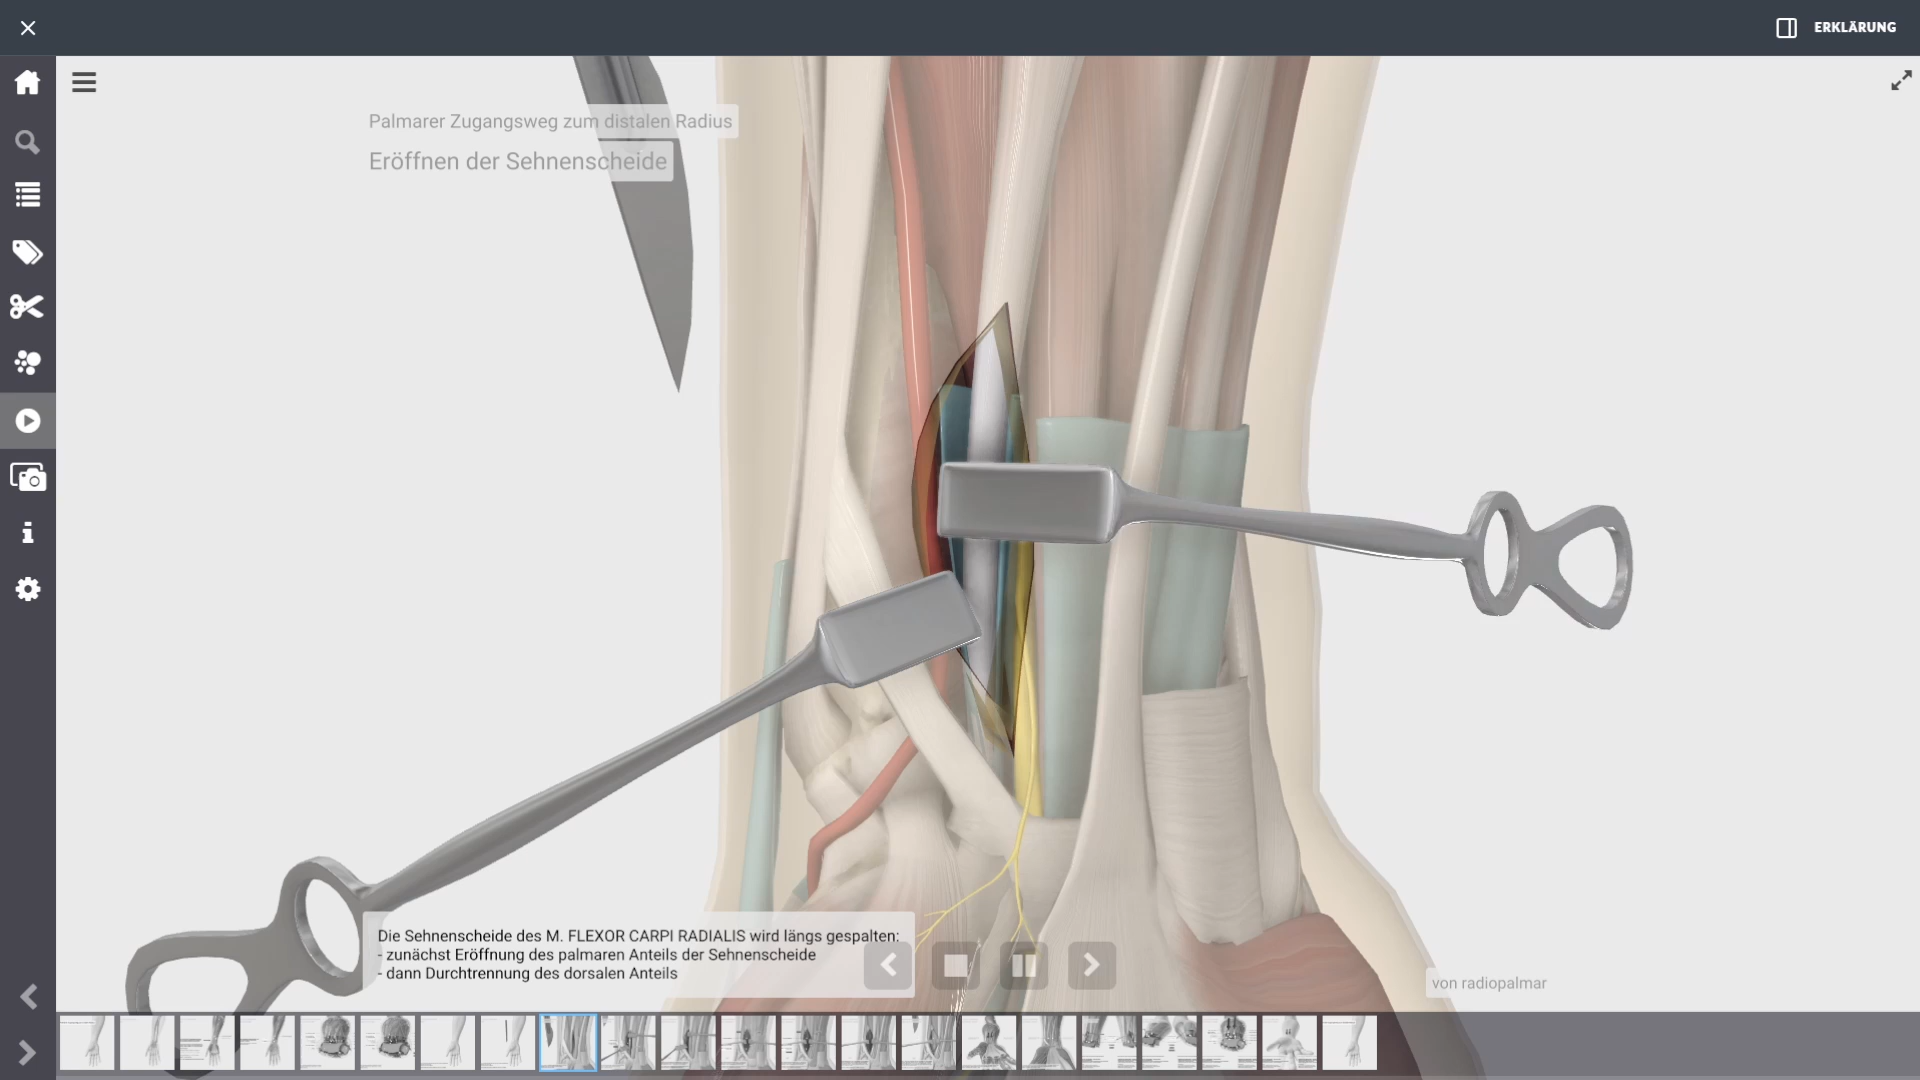 ERKLÄRUNG
Palmarer Zugangsweg zum distalen Radius
Eröffnen der Sehnenscheide
Die Sehnenscheide des M. FLEXOR CARPI RADIALIS wird längs gespalten:
- zunächst Eröffnung des palmaren Anteils der Sehnenscheide
- dann Durchtrennung des dorsalen Anteils
von radiopalmar